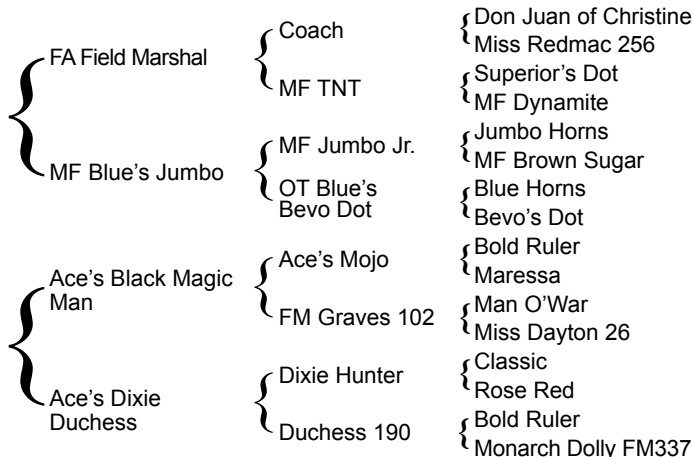 FA Field Marshal
Coach
Don Juan of Christine
Miss Redmac 256
MF TNT
Superior's Dot
MF Dynamite
MF Blue's Jumbo
MF Jumbo Jr.
Jumbo Horns
MF Brown Sugar
OT Blue's
Bevo Dot
Blue Horns
Bevo's Dot
Ace's Black Magic
Man
Ace's Mojo
Bold Ruler
Maressa
FM Graves 102
Man O'War
Miss Dayton 26
Ace's Dixie
Duchess
Dixie Hunter
Classic
Rose Red
Duchess 190
Bold Ruler
Monarch Dolly FM337